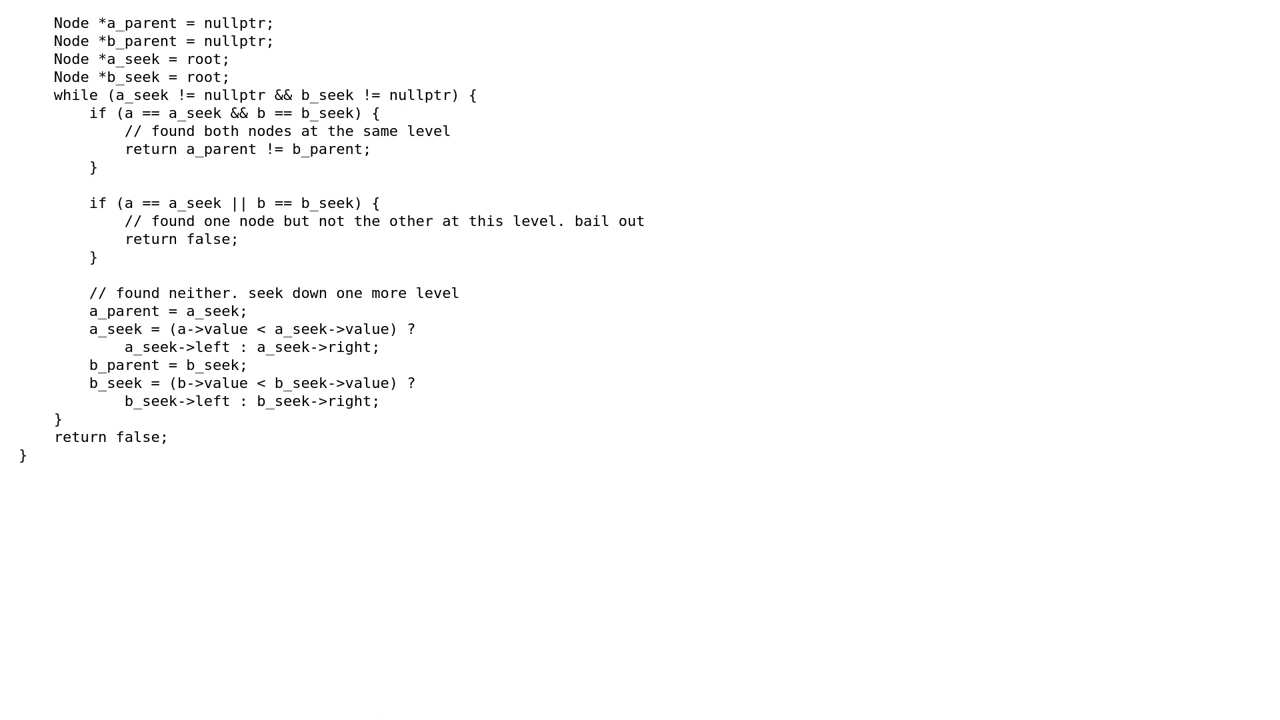 Node *a_parent = nullptr;
    Node *b_parent = nullptr;
    Node *a_seek = root;
    Node *b_seek = root;
    while (a_seek != nullptr && b_seek != nullptr) {
        if (a == a_seek && b == b_seek) {
            // found both nodes at the same level
            return a_parent != b_parent;
        }

        if (a == a_seek || b == b_seek) {
            // found one node but not the other at this level. bail out
            return false;
        }

        // found neither. seek down one more level
        a_parent = a_seek;
        a_seek = (a->value < a_seek->value) ?
            a_seek->left : a_seek->right;
        b_parent = b_seek;
        b_seek = (b->value < b_seek->value) ?
            b_seek->left : b_seek->right;
    }
    return false;
}